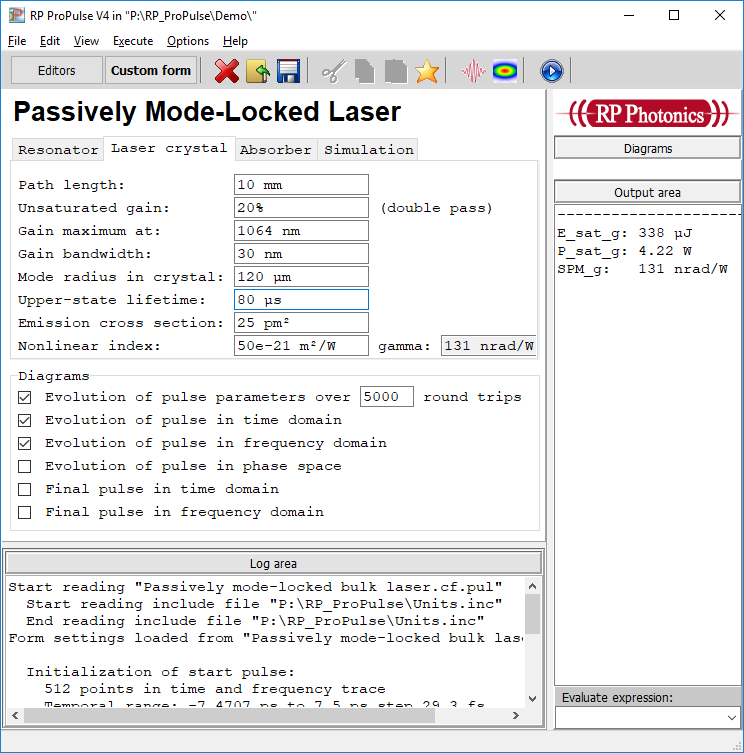 RP ProPulse V4 in "P:\RP_ProPulse\Demo\"
File Edit View Execute Options Help
Editors Custom form
Passively Mode-Locked Laser
Resonator Laser crystal Absorber Simulation
Path length: 10 mm
Unsaturated gain: 20% (double pass)
Gain maximum at: 1064 nm
Gain bandwidth: 30 nm
Mode radius in crystal: 120 µm
Upper-state lifetime: 80 µs
Emission cross section: 25 pm²
Nonlinear index: 50e-21 m²/W gamma: 131 nrad/W
Diagrams
Evolution of pulse parameters over 5000 round trips
Evolution of pulse in time domain
Evolution of pulse in frequency domain
Evolution of pulse in phase space
Final pulse in time domain
Final pulse in frequency domain
Log area
Start reading "Passively mode-locked bulk laser.cf.pul"
Start reading include file "P:\RP_ProPulse\Units.inc"
End reading include file "P:\RP_ProPulse\Units.inc"
Form settings loaded from "Passively mode-locked bulk lase
Initialization of start pulse:
512 points in time and frequency trace
Temporal range: -7.4707 ps to 7.5 ps step 29.3 fs
RP Photonics
Diagrams
Output area
---------------------
E_sat_g: 338 µJ
P_sat_g: 4.22 W
SPM_g: 131 nrad/W
Evaluate expression: